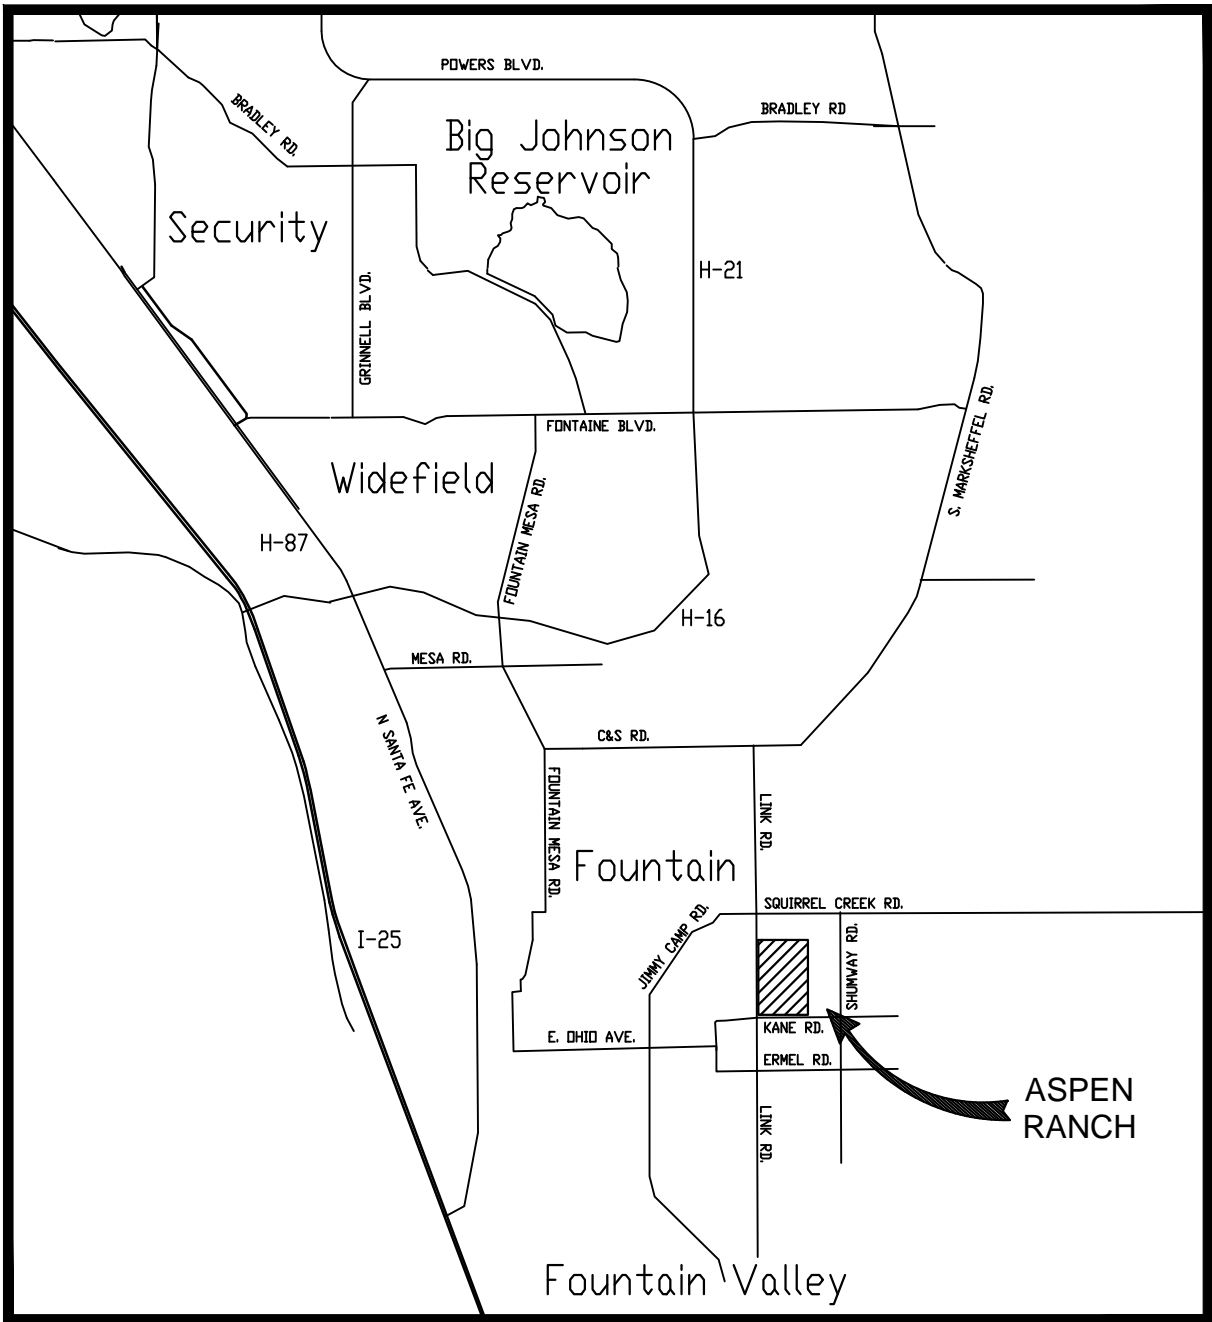 POWERS BLVD.
BRADLEY RD.
BRADLEY RD
Big Johnson
Reservoir
Security
H-21
GRINNELL BLVD.
S. MARKSHEFFEL RD.
FONTAINE BLVD.
Widefield
FOUNTAIN MESA RD.
H-87
H-16
MESA RD.
N SANTA FE AVE.
C&S RD.
FOUNTAIN MESA RD.
LINK RD.
Fountain
SQUIRREL CREEK RD.
JIMMY CAMP RD.
SHUMWAY RD.
I-25
KANE RD.
E. OHIO AVE.
ERMEL RD.
ASPEN
RANCH
LINK RD.
Fountain Valley